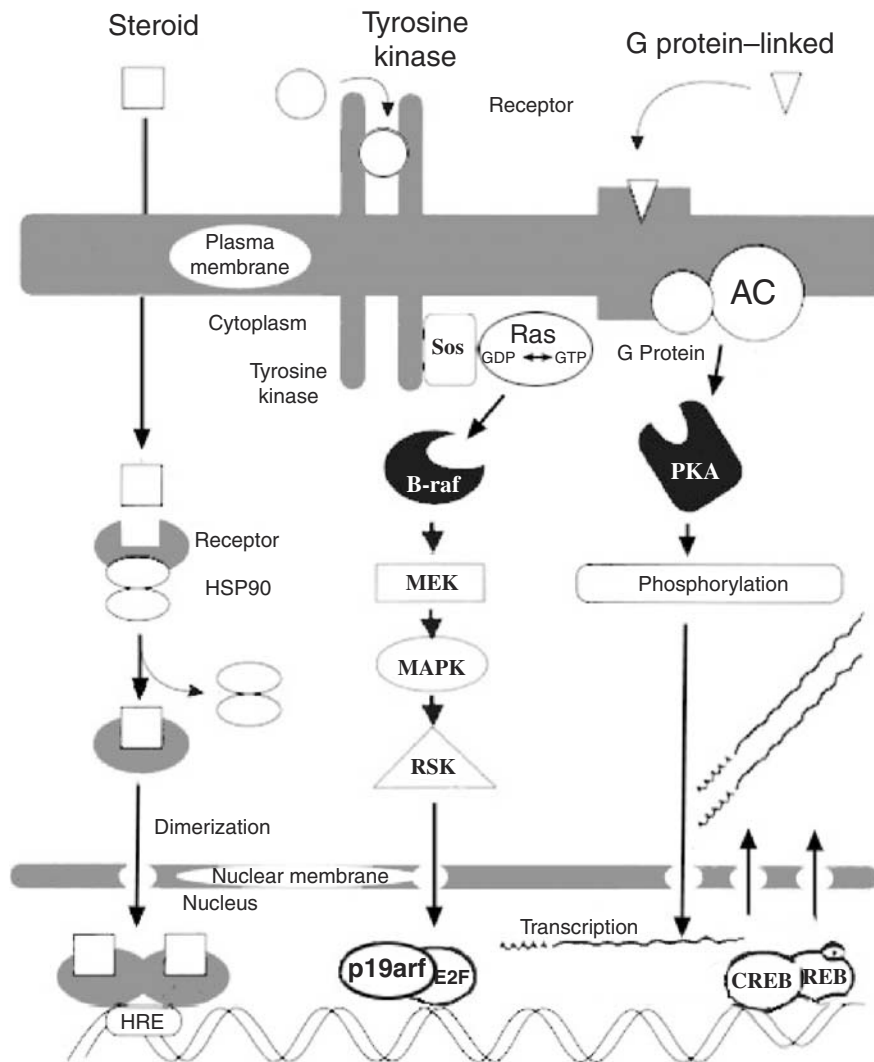 Steroid
Tyrosine
kinase
G protein–linked
Receptor
Plasma
membrane
Cytoplasm
Tyrosine
kinase
Sos
Ras
GDP
GTP
AC
G Protein
B-raf
PKA
Receptor
HSP90
MEK
Phosphorylation
MAPK
RSK
Dimerization
Nuclear membrane
Nucleus
Transcription
p19arf
E2F
CREB
REB
HRE